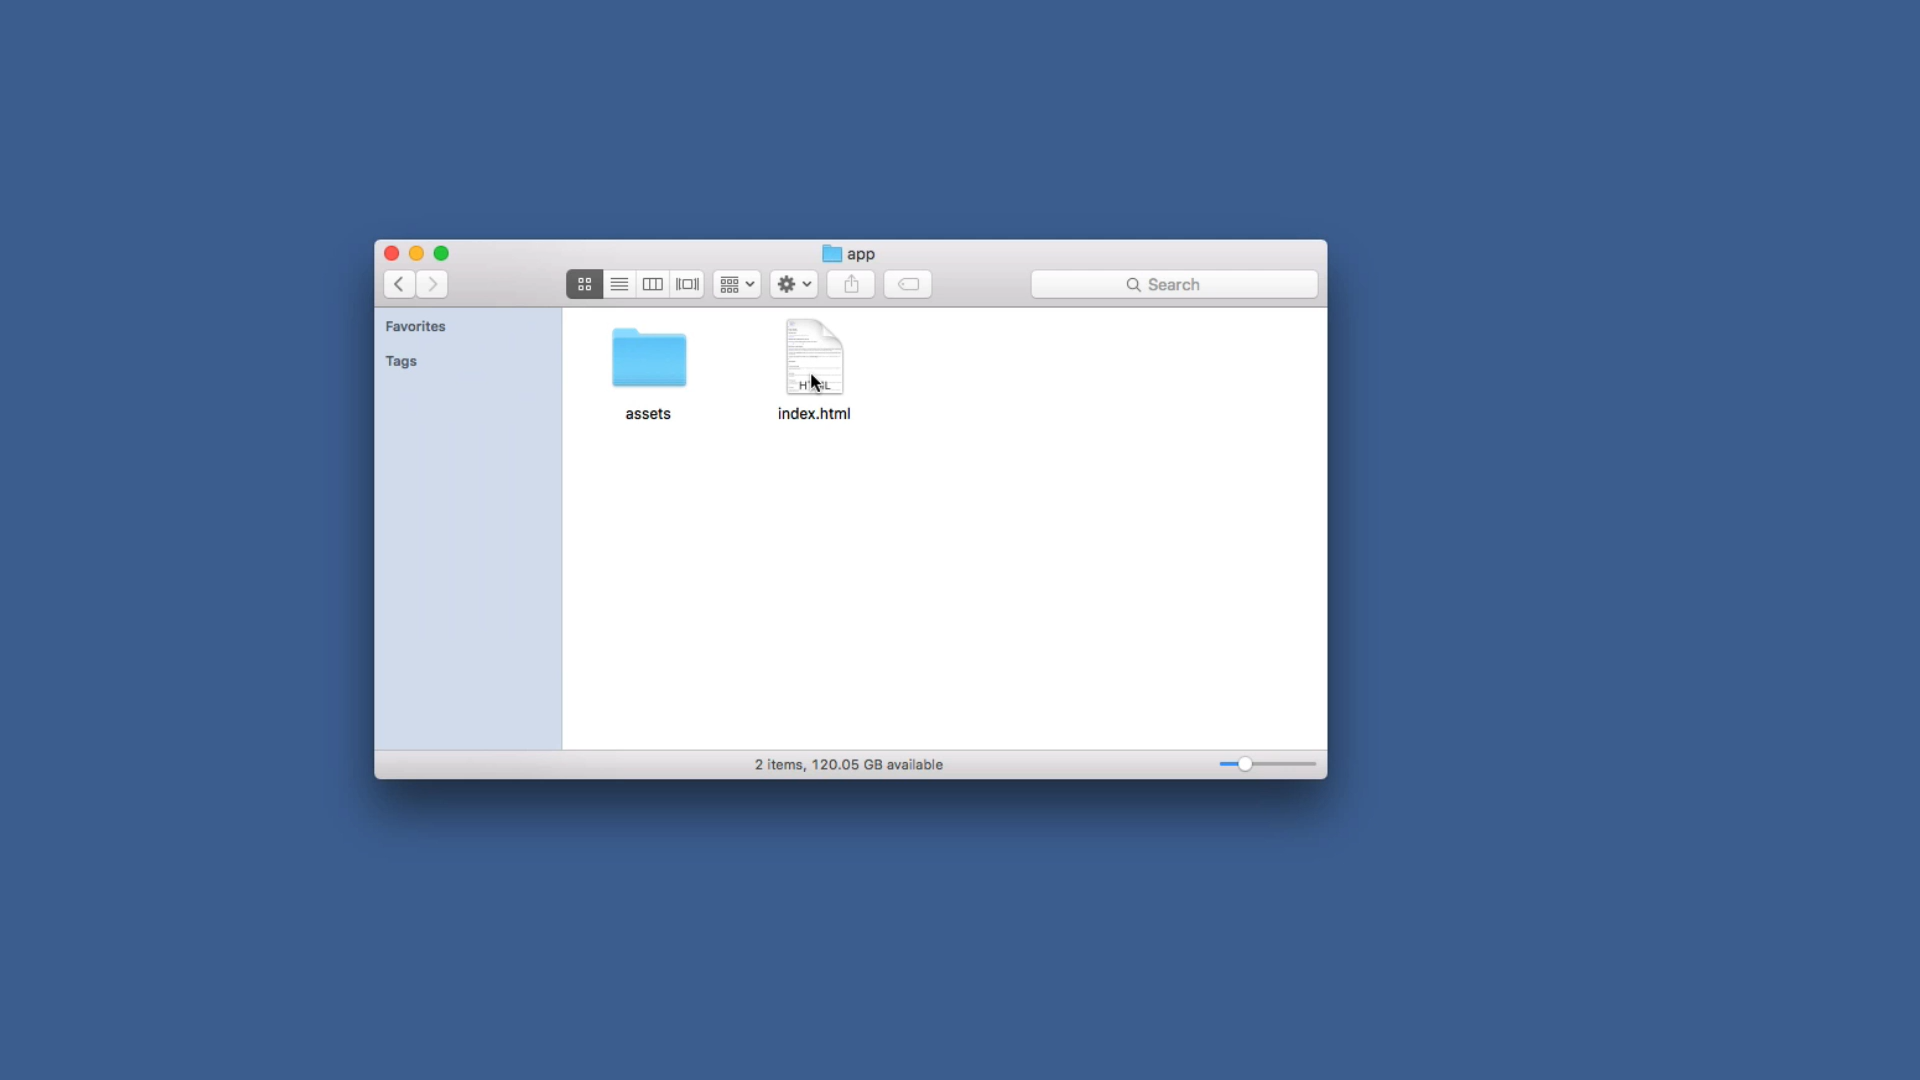 app
Search
Favorites
Tags
assets
index.html
2 items, 120.05 GB available